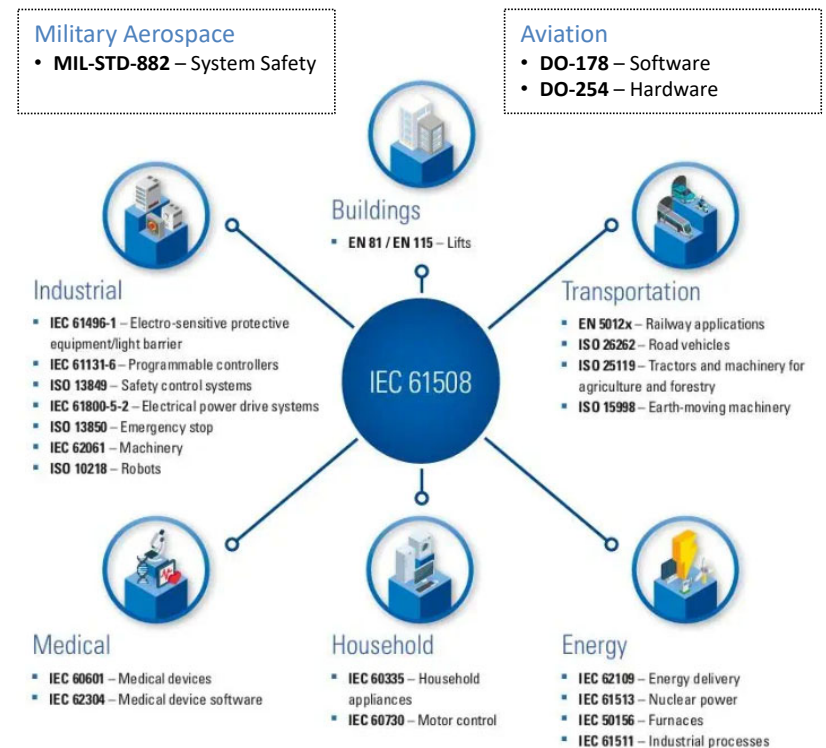 Military Aerospace
• MIL-STD-882 – System Safety
Aviation
• DO-178 – Software
• DO-254 – Hardware
Buildings
▪ EN 81 / EN 115 – Lifts
Industrial
▪ IEC 61496-1 – Electro-sensitive protective
equipment/light barrier
▪ IEC 61131-6 – Programmable controllers
▪ ISO 13849 – Safety control systems
▪ IEC 61800-5-2 – Electrical power drive systems
▪ ISO 13850 – Emergency stop
▪ IEC 62061 – Machinery
▪ ISO 10218 – Robots
IEC 61508
Transportation
▪ EN 5012x – Railway applications
▪ ISO 26262 – Road vehicles
▪ ISO 25119 – Tractors and machinery for
agriculture and forestry
▪ ISO 15998 – Earth-moving machinery
Medical
▪ IEC 60601 – Medical devices
▪ IEC 62304 – Medical device software
Household
▪ IEC 60335 – Household
appliances
▪ IEC 60730 – Motor control
Energy
▪ IEC 62109 – Energy delivery
▪ IEC 61513 – Nuclear power
▪ IEC 50156 – Furnaces
▪ IEC 61511 – Industrial processes